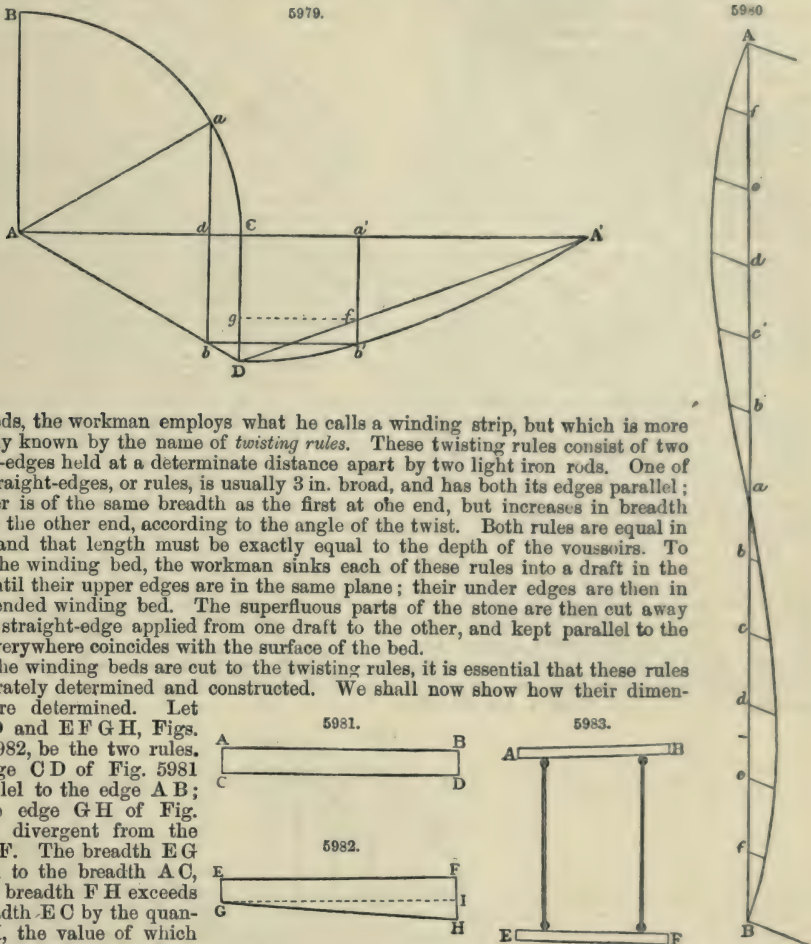 5979.
5980
B
a
A
d
C
a'
A'
g
f
b
D
b'
A
f
e
d
c'
b
a
b
c
d
e
f
B
ds, the workman employs what he calls a winding strip, but which is more
y known by the name of twisting rules. These twisting rules consist of two
-edges held at a determinate distance apart by two light iron rods. One of
raight-edges, or rules, is usually 3 in. broad, and has both its edges parallel;
r is of the same breadth as the first at one end, but increases in breadth
the other end, according to the angle of the twist. Both rules are equal in
and that length must be exactly equal to the depth of the voussoirs. To
he winding bed, the workman sinks each of these rules into a draft in the
ntil their upper edges are in the same plane; their under edges are then in
ended winding bed. The superfluous parts of the stone are then cut away
straight-edge applied from one draft to the other, and kept parallel to the
erywhere coincides with the surface of the bed.
he winding beds are cut to the twisting rules, it is essential that these rules
rately determined and constructed. We shall now show how their dimen-
re determined. Let
and EFGH, Figs.
982, be the two rules.
ge CD of Fig. 5981
lel to the edge AB;
edge GH of Fig.
divergent from the
F. The breadth EG
to the breadth AC,
breadth FH exceeds
dth EC by the quan-
, the value of which
5981.
A
B
C
D
5982.
E
F
G
I
H
5983.
A
B
E
F